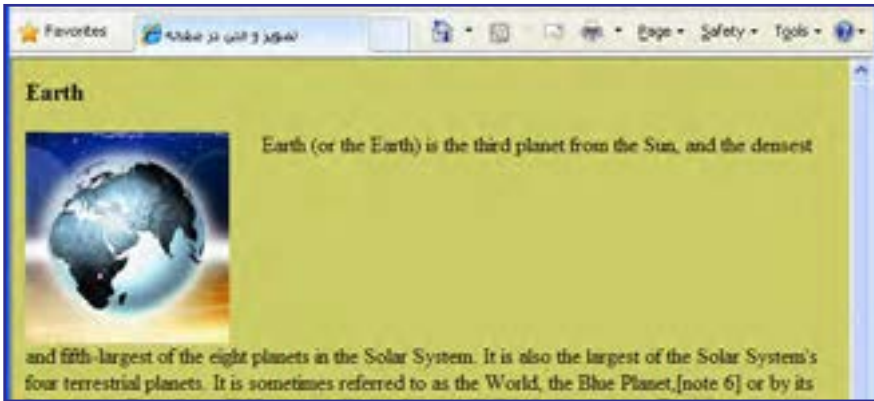 Favorites تصویر و متن در صفحه Page Safety Tools
Earth
Earth (or the Earth) is the third planet from the Sun, and the densest
and fifth-largest of the eight planets in the Solar System. It is also the largest of the Solar System's
four terrestrial planets. It is sometimes referred to as the World, the Blue Planet,[note 6] or by its